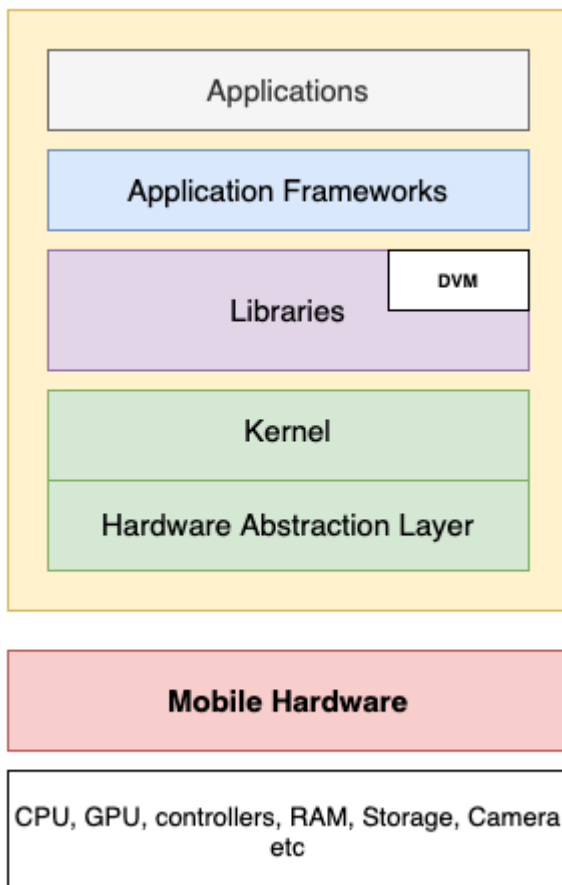 Applications
Application Frameworks
DVM
Libraries
Kernel
Hardware Abstraction Layer
Mobile Hardware
CPU, GPU, controllers, RAM, Storage, Camera
etc